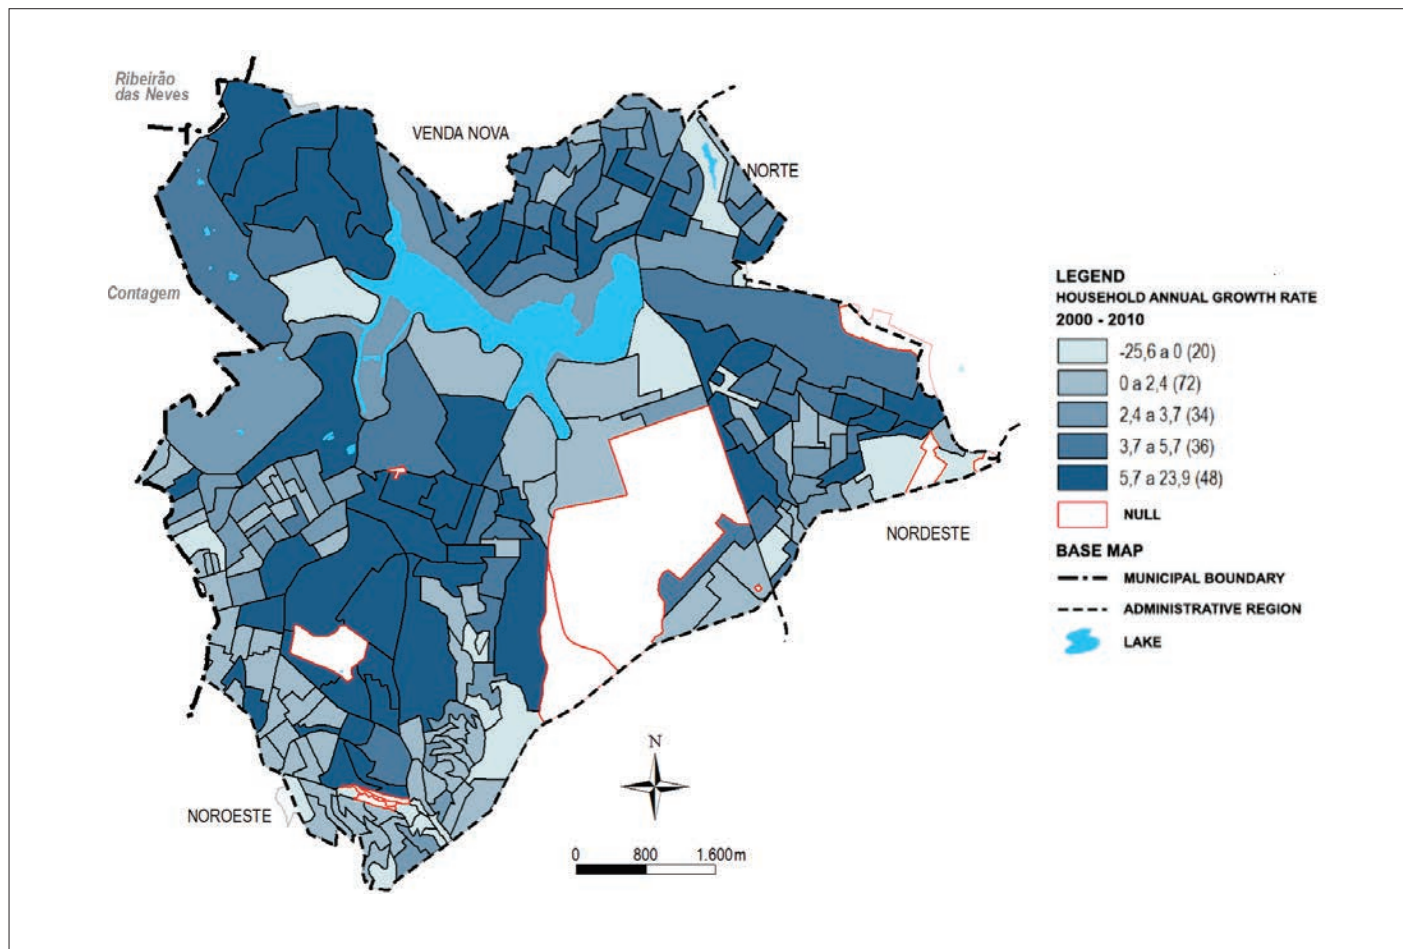 Ribeirão
das Neves
VENDA NOVA
NORTE
Contagem
LEGEND
HOUSEHOLD ANNUAL GROWTH RATE
2000 - 2010
-25,6 a 0 (20)
0 a 2,4 (72)
2,4 a 3,7 (34)
3,7 a 5,7 (36)
5,7 a 23,9 (48)
NULL
NORDESTE
BASE MAP
MUNICIPAL BOUNDARY
ADMINISTRATIVE REGION
LAKE
N
NOROESTE
0 800 1.600m